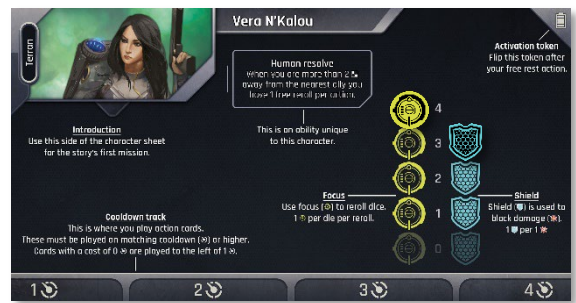 Vera N'Kalou
Terran
Activation token
Flip this token after
your free rest action.
Human resolve
When you are more than 2
away from the nearest ally you
have 1 free reroll per action.
This is an ability unique
to this character.
Introduction
Use this side of the character sheet
for the story's first mission.
4
3
2
1
0
Focus
Use focus () to reroll dice.
1 per die per reroll.
Shield
Shield () is used to
block damage ().
1 per 1
Cooldown track
This is where you play action cards.
These must be played on matching cooldown () or higher.
Cards with a cost 0 are played to the left of 1 .
1
2
3
4